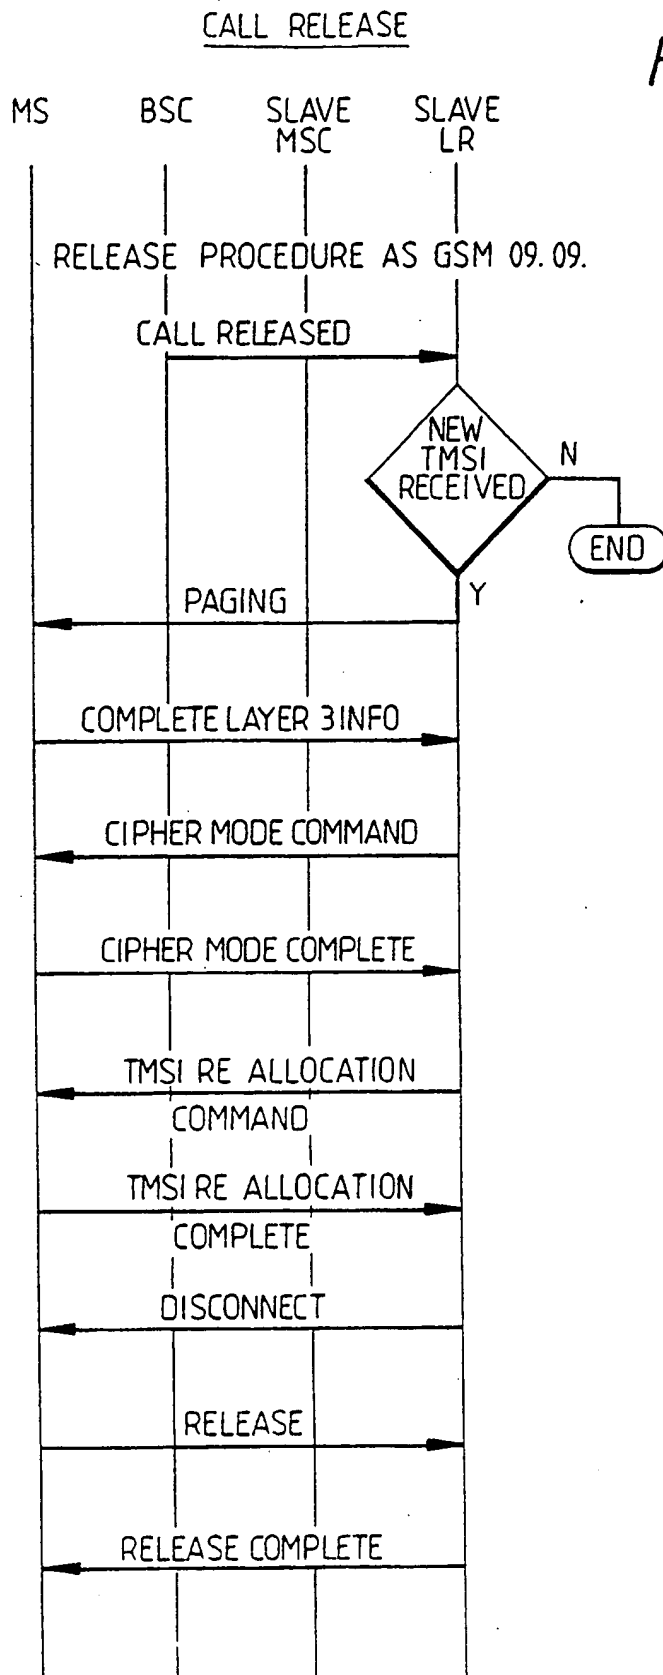 CALL RELEASE
MS BSC SLAVE MSC SLAVE LR
RELEASE PROCEDURE AS GSM 09.09.
CALL RELEASED
NEW
TMSI
RECEIVED
N
END
Y
PAGING
COMPLETE LAYER 3 INFO
CIPHER MODE COMMAND
CIPHER MODE COMPLETE
TMSI RE ALLOCATION
COMMAND
TMSI RE ALLOCATION
COMPLETE
DISCONNECT
RELEASE
RELEASE COMPLETE